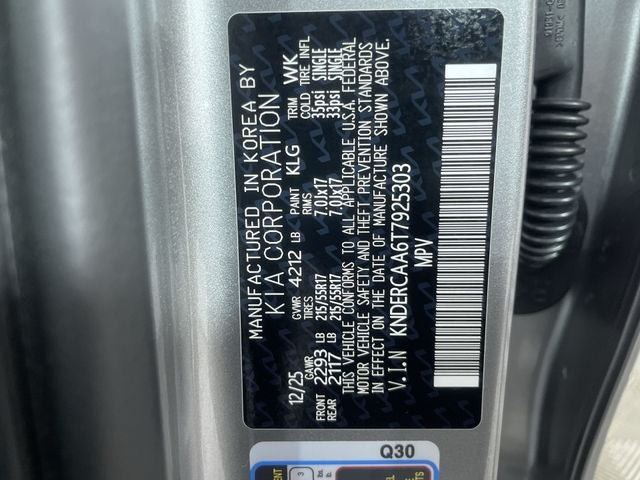 MANUFACTURED IN KOREA BY
KIA CORPORATION
12/25 GVWR 4212 LB PAINT KLG TRIM WK
GAWR TIRES RIMS COLD TIRE INFL
FRONT 2293 LB 215/55R17 7.0Jx17 35psi SINGLE
REAR 2117 LB 215/55R17 7.0Jx17 33psi SINGLE
THIS VEHICLE CONFORMS TO ALL APPLICABLE U.S.A. FEDERAL
MOTOR VEHICLE SAFETY AND THEFT PREVENTION STANDARDS
IN EFFECT ON THE DATE OF MANUFACTURE SHOWN ABOVE.
V.I.N KNDERCAA6T7925303
MPV
Q30